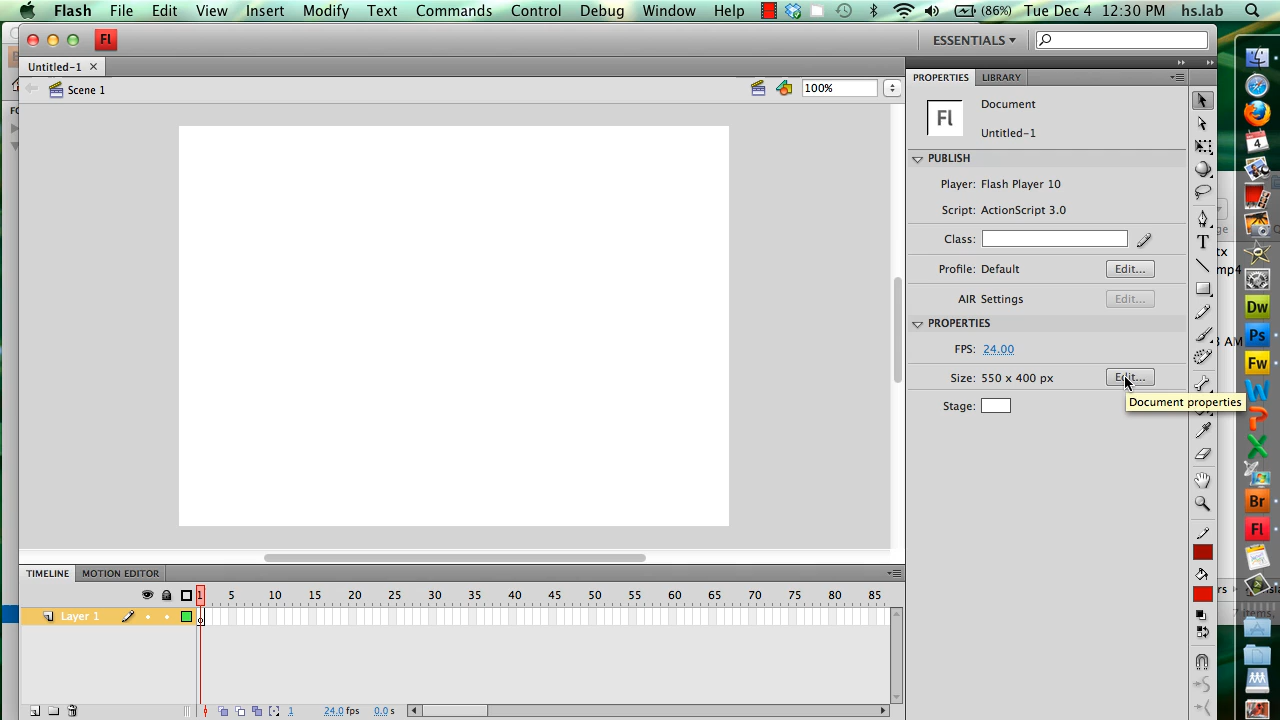 Flash File Edit View Insert Modify Text Commands Control Debug Window Help (86%) Tue Dec 4 12:30 PM hs.lab
Fl ESSENTIALS
Untitled-1
Scene 1 100%
PROPERTIES LIBRARY
Fl Document
Untitled-1
PUBLISH
Player: Flash Player 10
Script: ActionScript 3.0
Class:
Profile: Default Edit...
AIR Settings Edit...
PROPERTIES
FPS: 24.00
Size: 550 x 400 px Edit...
Document properties
Stage:
T
4
Dw
Ps
Fw
Br
Fl
mp4
AM
TIMELINE MOTION EDITOR
1 5 10 15 20 25 30 35 40 45 50 55 60 65 70 75 80 85
Layer 1
1 24.0 fps 0.0 s